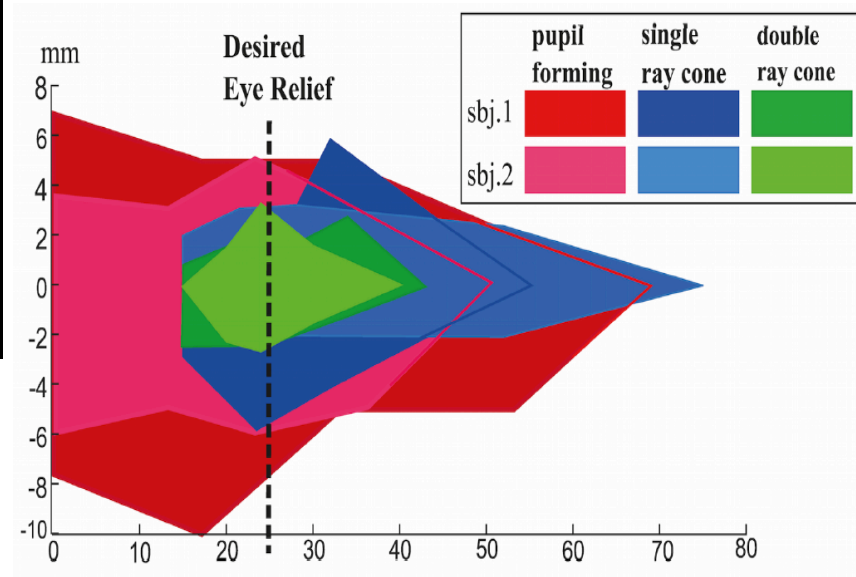 mm
Desired
Eye Relief
pupil single double
forming ray cone ray cone
sbj.1
sbj.2
8
6
4
2
0
-2
-4
-6
-8
-10
0 10 20 30 40 50 60 70 80